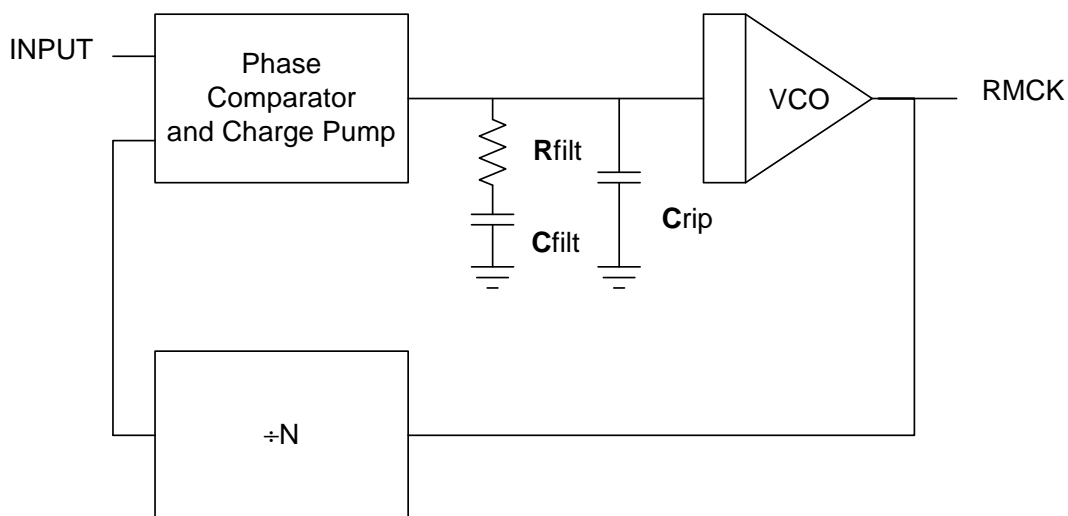 INPUT
Phase
Comparator
and Charge Pump
VCO
RMCK
Rfilt
Crip
Cfilt
÷N